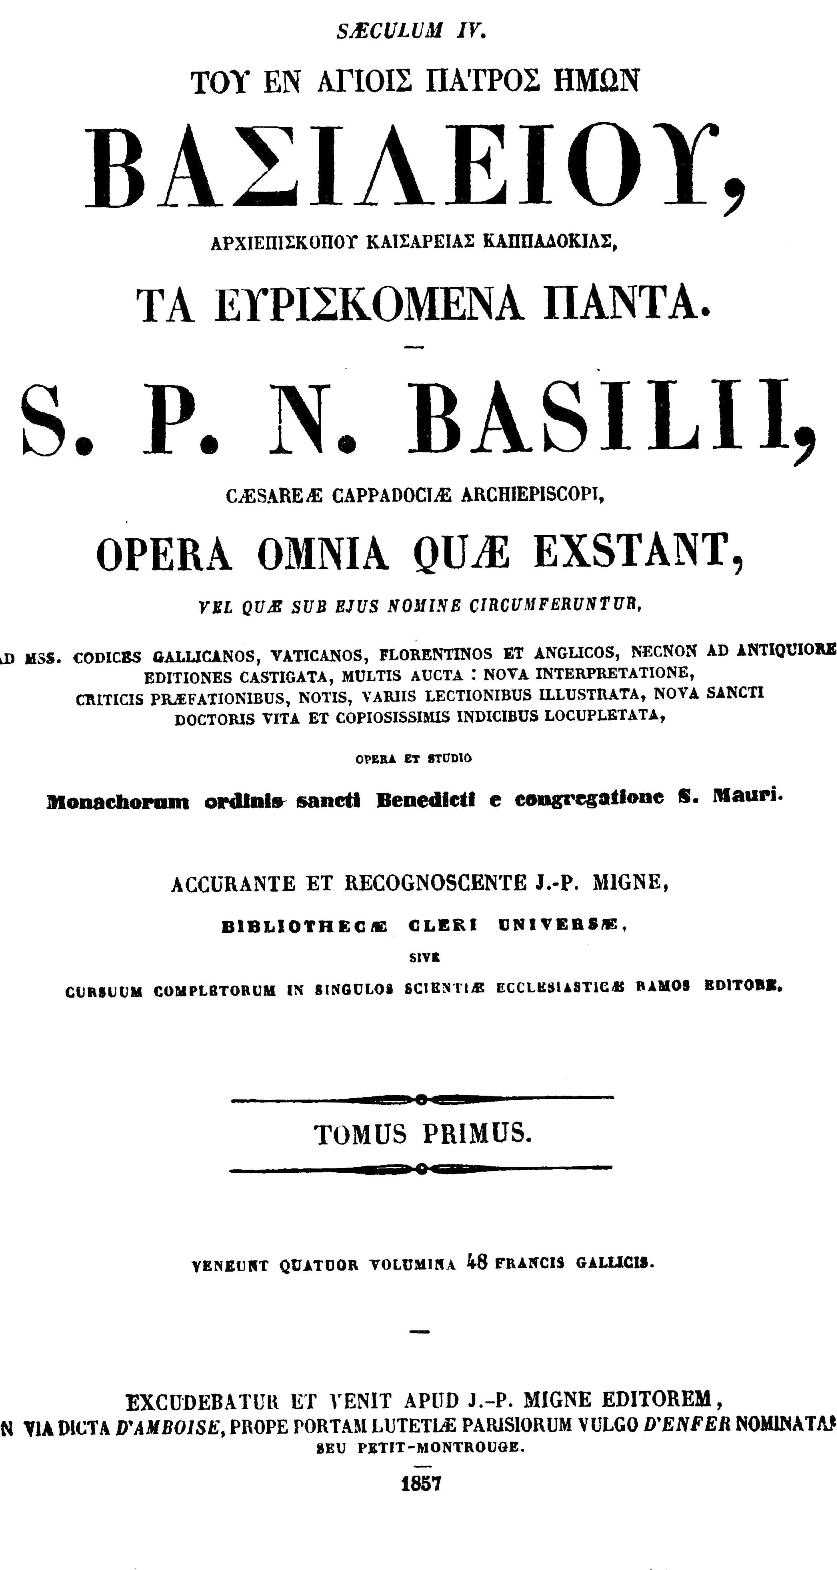 SÆCULUM IV.
ΤΟΥ ΕΝ ΑΓΙΟΙΣ ΠΑΤΡΟΣ ΗΜΩΝ
ΒΑΣΙΛΕΙΟΥ,
ΑΡΧΙΕΠΙΣΚΟΠΟΥ ΚΑΙΣΑΡΕΙΑΣ ΚΑΠΠΑΔΟΚΙΑΣ,
ΤΑ ΕΥΡΙΣΚΟΜΕΝΑ ΠΑΝΤΑ.
S. P. N. BASILII,
CÆSAREÆ CAPPADOCIÆ ARCHIEPISCOPI,
OPERA OMNIA QUÆ EXSTANT,
VEL QUÆ SUB EJUS NOMINE CIRCUMFERUNTUR,
AD MSS. CODICES GALLICANOS, VATICANOS, FLORENTINOS ET ANGLICOS, NECNON AD ANTIQUIORE
EDITIONES CASTIGATA, MULTIS AUCTA : NOVA INTERPRETATIONE,
CRITICIS PRÆFATIONIBUS, NOTIS, VARIIS LECTIONIBUS ILLUSTRATA, NOVA SANCTI
DOCTORIS VITA ET COPIOSISSIMIS INDICIBUS LOCUPLETATA,
OPERA ET STUDIO
Monachorum ordinis sancti Benedicti e congregatione S. Mauri.
ACCURANTE ET RECOGNOSCENTE J.-P. MIGNE,
BIBLIOTHECÆ CLERI UNIVERSÆ,
SIVE
CURSUUM COMPLETORUM IN SINGULOS SCIENTIÆ ECCLESIASTICÆ RAMOS EDITORE.
TOMUS PRIMUS.
VENEUNT QUATUOR VOLUMINA 48 FRANCIS GALLICIS.
EXCUDEBATUR ET VENIT APUD J.-P. MIGNE EDITOREM,
N VIA DICTA D'AMBOISE, PROPE PORTAM LUTETIÆ PARISIORUM VULGO D'ENFER NOMINATA
SEU PETIT-MONTROUGE.
1857